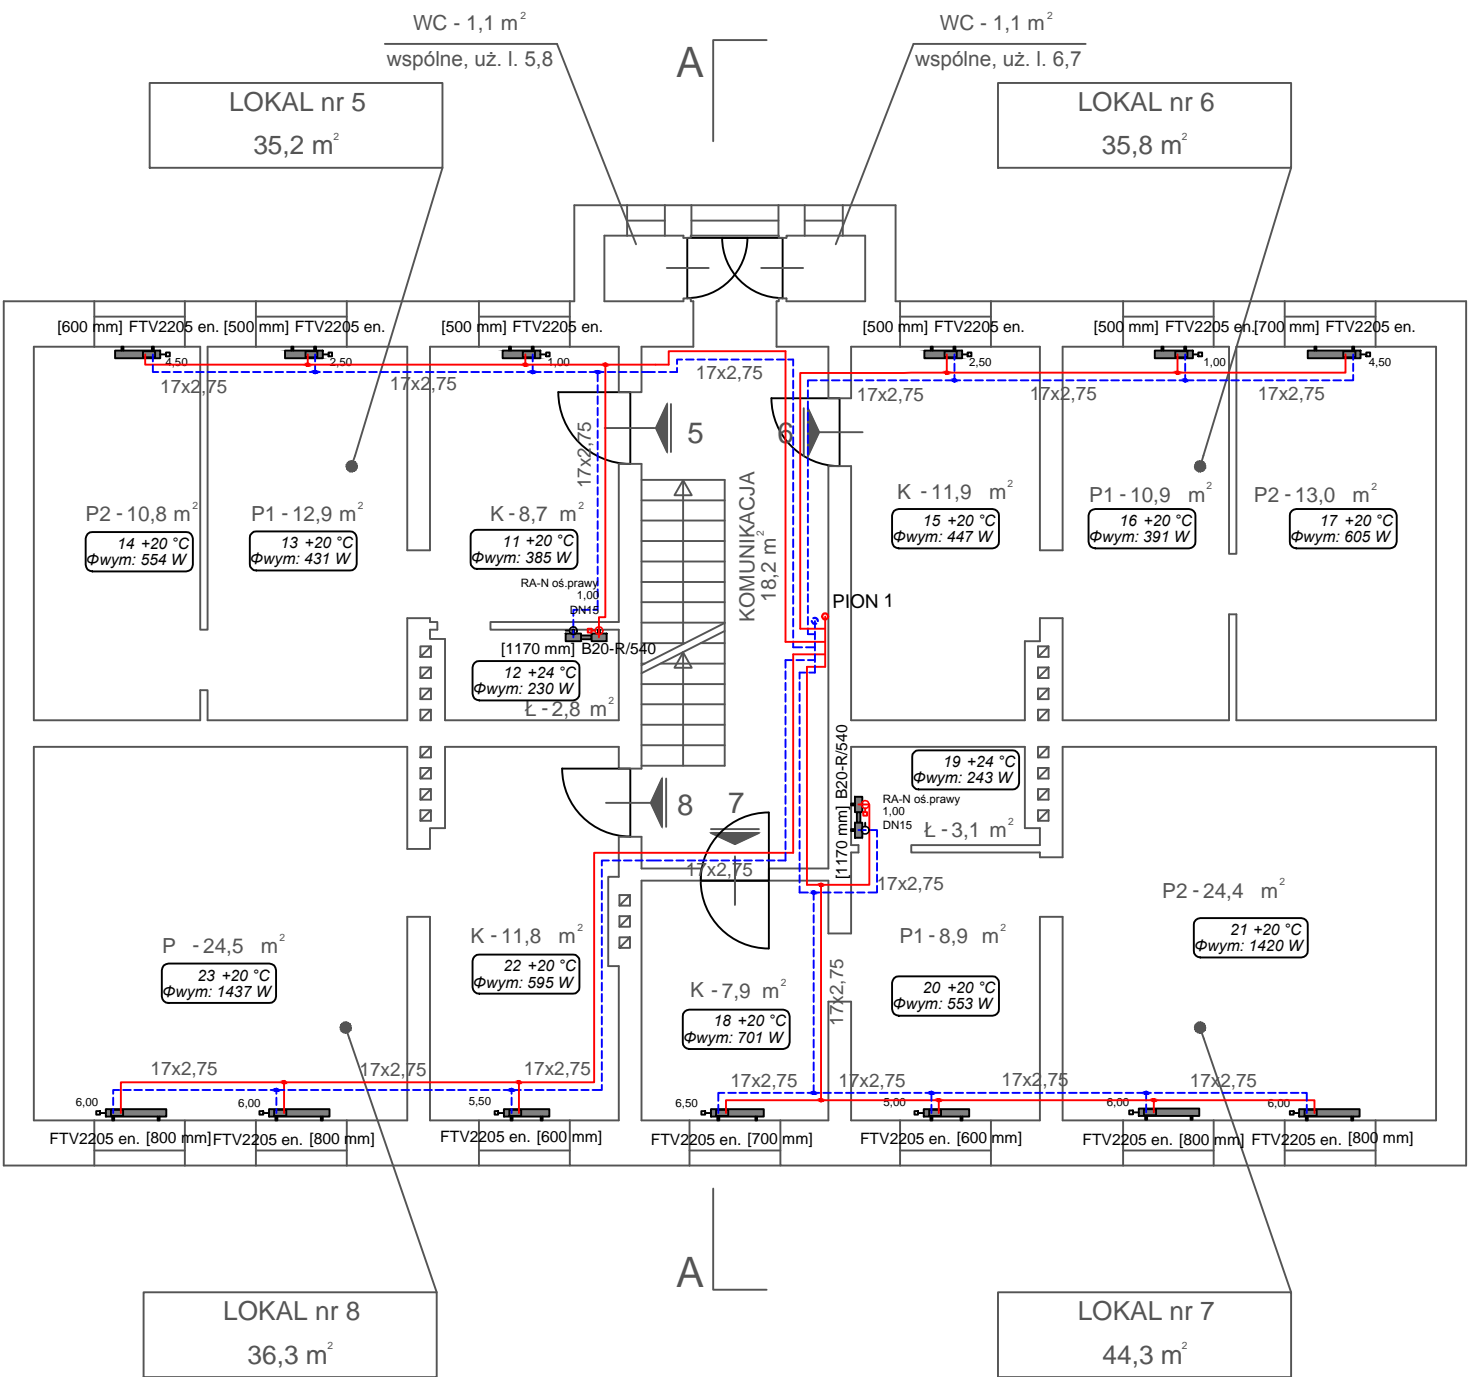 WC - 1,1 m²
wspólne, uż. l. 5,8
WC - 1,1 m²
wspólne, uż. l. 6,7
A
LOKAL nr 5
35,2 m²
LOKAL nr 6
35,8 m²
[600 mm] FTV2205 en.
[500 mm] FTV2205 en.
[500 mm] FTV2205 en.
[500 mm] FTV2205 en.
[500 mm] FTV2205 en.
[700 mm] FTV2205 en.
4,50
2,50
1,00
2,50
1,00
4,50
17x2,75
17x2,75
17x2,75
17x2,75
17x2,75
17x2,75
17x2,75
5
6
P2 - 10,8 m²
14 +20 °C
Φwym: 554 W
P1 - 12,9 m²
13 +20 °C
Φwym: 431 W
K - 8,7 m²
11 +20 °C
Φwym: 385 W
RA-N oś.prawy
1,00
DN15
[1170 mm] B20-R/540
12 +24 °C
Φwym: 230 W
Ł - 2,8 m²
KOMUNIKACJA
18,2 m²
PION 1
K - 11,9 m²
15 +20 °C
Φwym: 447 W
P1 - 10,9 m²
16 +20 °C
Φwym: 391 W
P2 - 13,0 m²
17 +20 °C
Φwym: 605 W
8
7
[1170 mm] B20-R/540
19 +24 °C
Φwym: 243 W
RA-N oś.prawy
1,00
DN15
Ł - 3,1 m²
17x2,75
17x2,75
17x2,75
P - 24,5 m²
23 +20 °C
Φwym: 1437 W
K - 11,8 m²
22 +20 °C
Φwym: 595 W
K - 7,9 m²
18 +20 °C
Φwym: 701 W
P1 - 8,9 m²
20 +20 °C
Φwym: 553 W
P2 - 24,4 m²
21 +20 °C
Φwym: 1420 W
17x2,75
17x2,75
17x2,75
17x2,75
17x2,75
17x2,75
17x2,75
6,00
6,00
5,50
6,50
5,00
6,00
6,00
FTV2205 en. [800 mm]
FTV2205 en. [800 mm]
FTV2205 en. [600 mm]
FTV2205 en. [700 mm]
FTV2205 en. [600 mm]
FTV2205 en. [800 mm]
FTV2205 en. [800 mm]
A
LOKAL nr 8
36,3 m²
LOKAL nr 7
44,3 m²